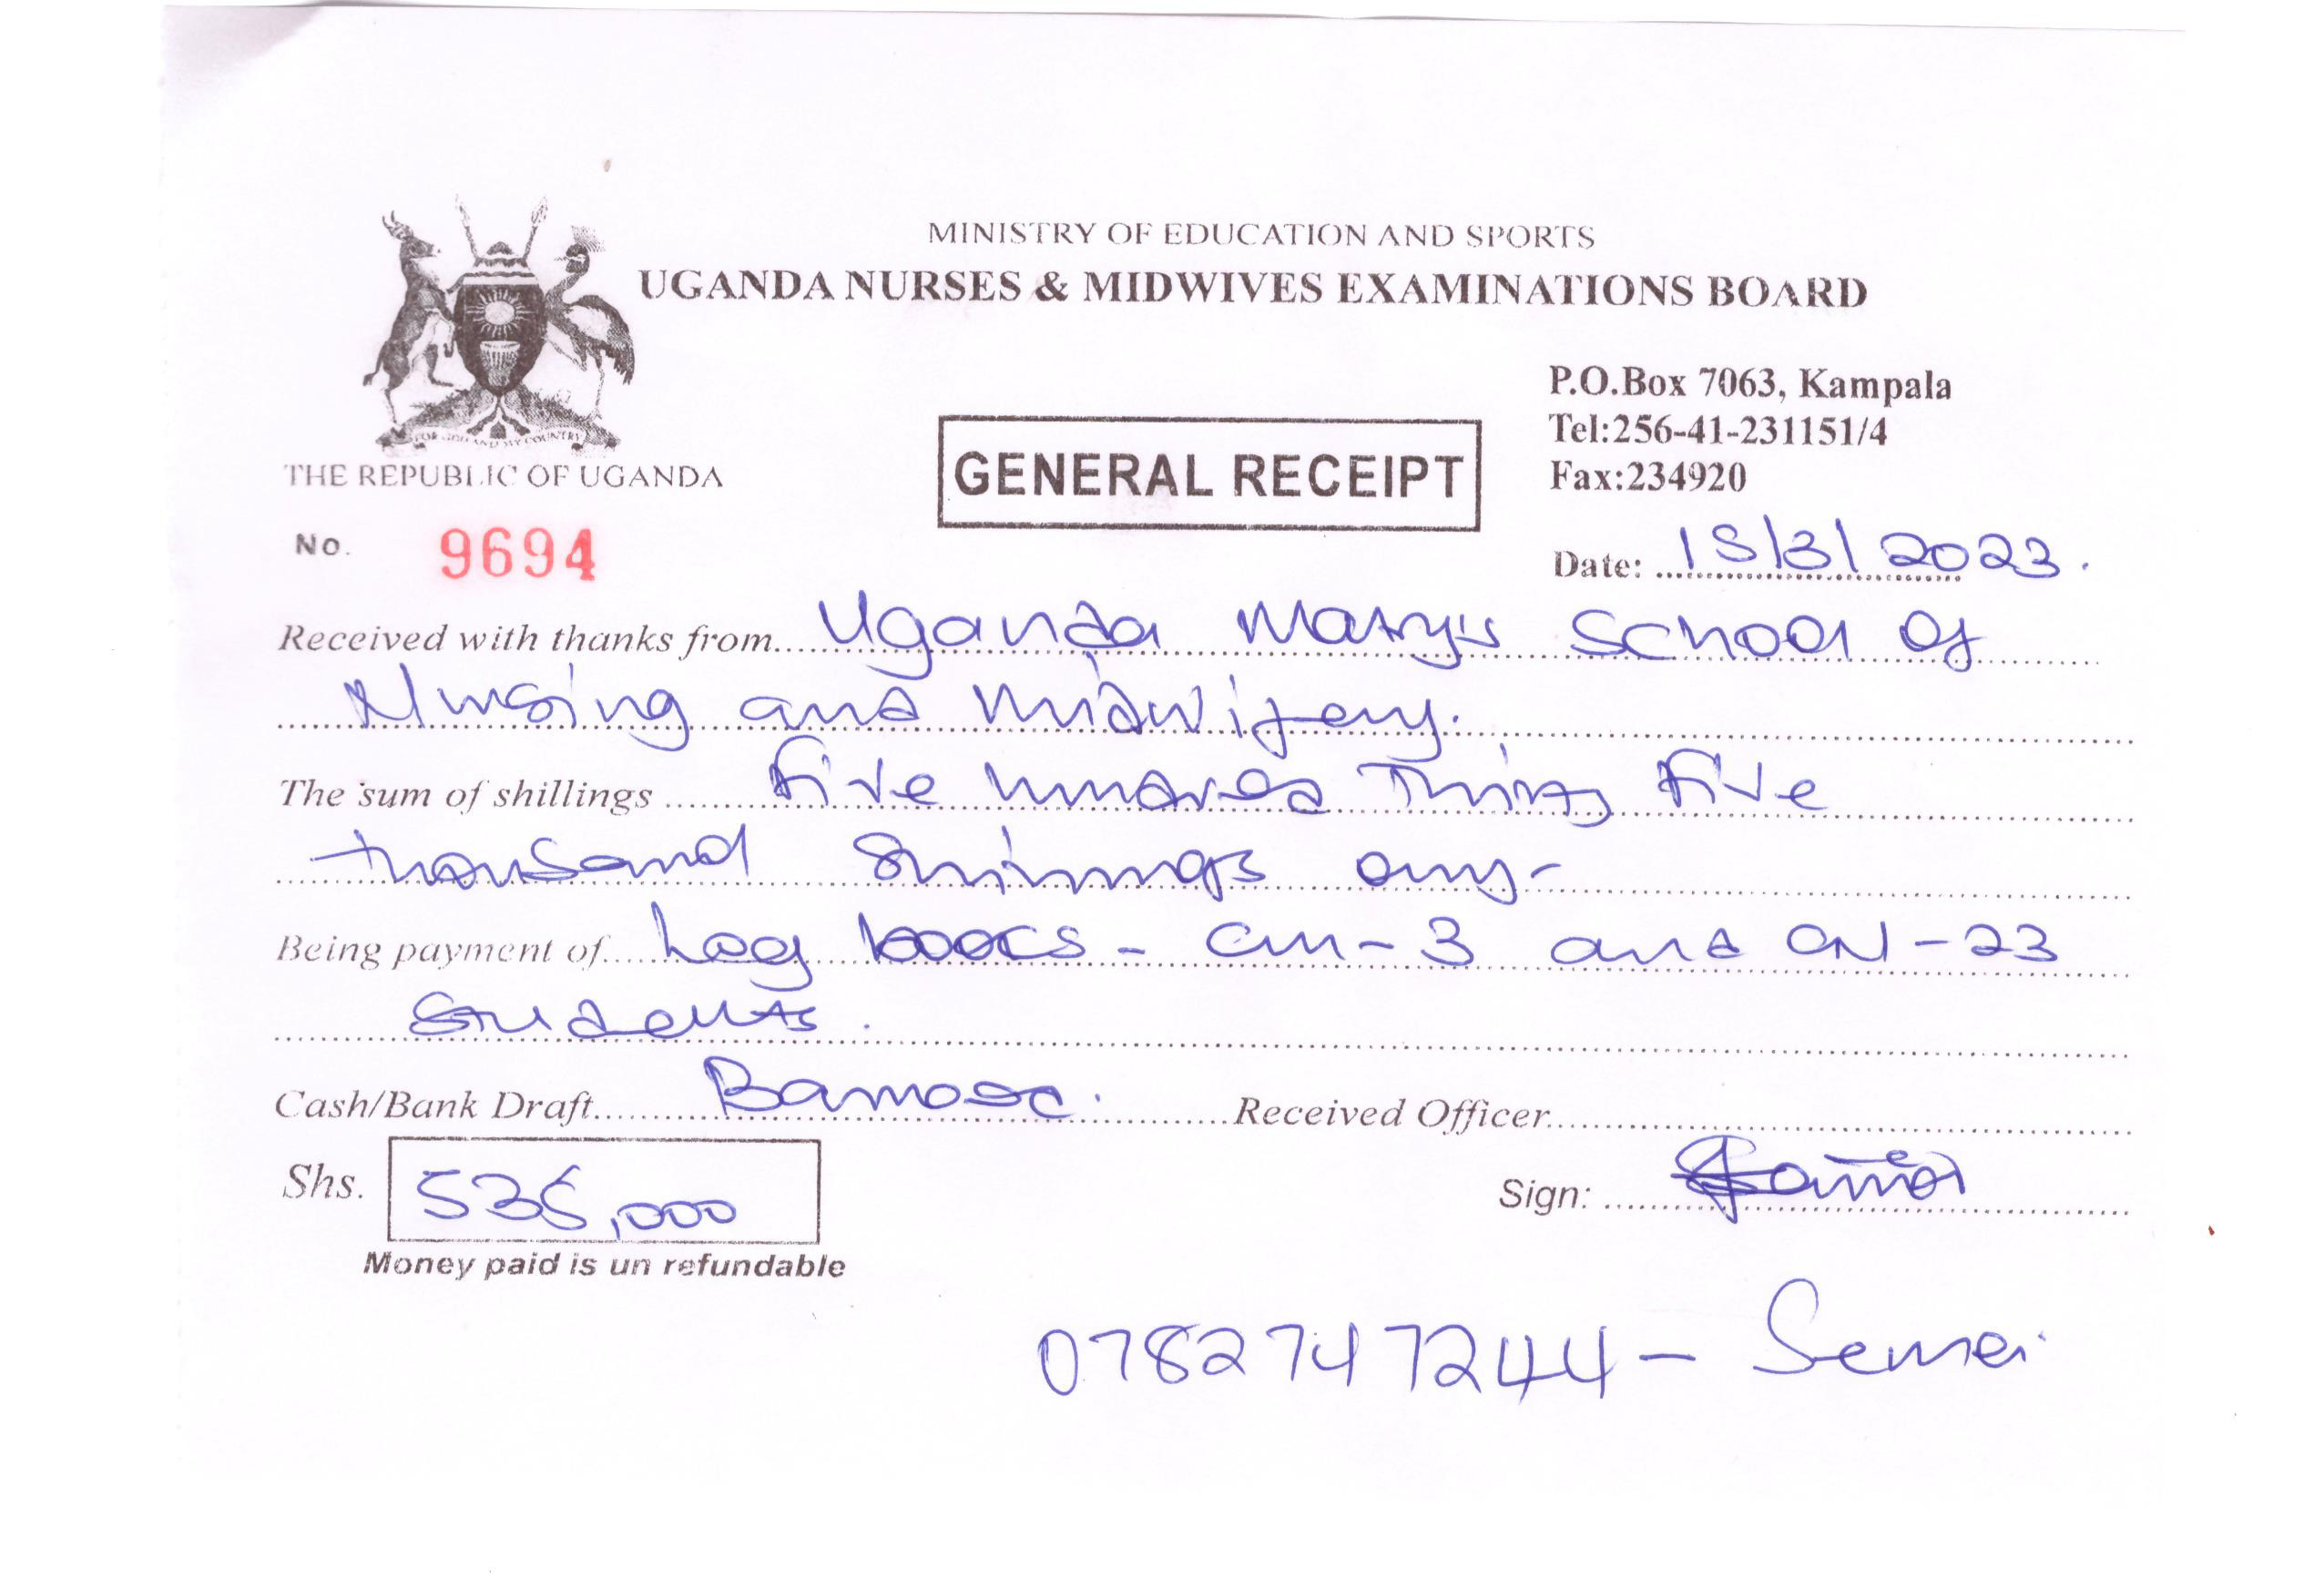 MINISTRY OF EDUCATION AND SPORTS
UGANDA NURSES & MIDWIVES EXAMINATIONS BOARD
FOR GOD AND MY COUNTRY
THE REPUBLIC OF UGANDA
P.O.Box 7063, Kampala
Tel:256-41-231151/4
Fax:234920
GENERAL RECEIPT
No. 9694
Date: 15/3/2023.
Received with thanks from Uganda Mary's School of
Nursing and Midwifery.
The sum of shillings Five Hundred Thirty Five
thousand Shillings only-
Being payment of Log books - CM-3 and CN-23
Students.
Cash/Bank Draft Received Officer
Shs. 535,000
Sign:
Money paid is un refundable
0782747244 -